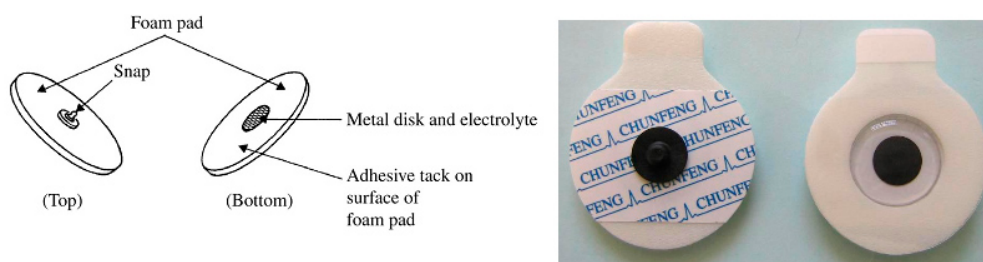 Foam pad
Snap
Metal disk and electrolyte
Adhesive tack on
surface of
foam pad
(Top)
(Bottom)
CHUNFENG
CHUNFENG
CHUNFENG
CHUNFENG